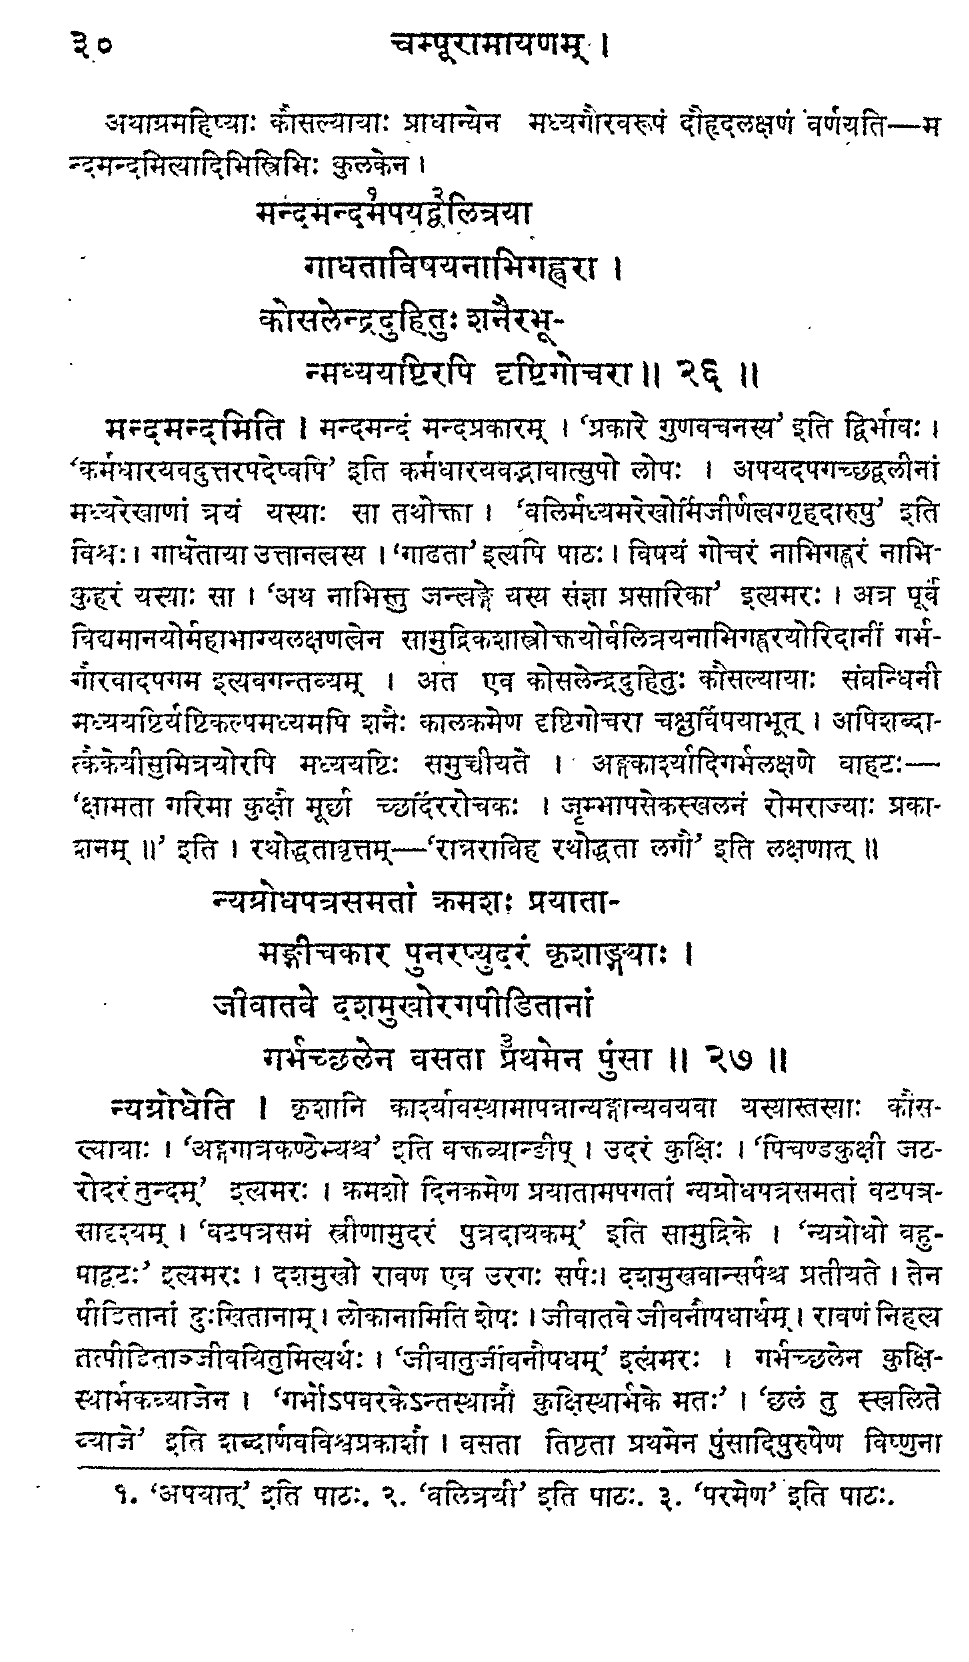 ३० चम्पूरामायणम् ।
अथाग्रमहिष्याः कौसल्यायाः प्राधान्येन मध्यगौरवरूपं दौहृदलक्षणं वर्णयति—म
न्दमन्दमित्यादिभिस्त्रिभिः कुलकेन ।
मन्दमन्दम१पयद्व२लित्रया
गाधताविषयनाभिगह्वरा ।
कोसलेन्द्रदुहितुः शनैरभू-
न्मध्ययष्टिरपि दृष्टिगोचरा ॥ २६ ॥
मन्दमन्दमिति । मन्दमन्दं मन्दप्रकारम् । ‘प्रकारे गुणवचनस्य’ इति द्विर्भावः ।
‘कर्मधारयवदुत्तरपदेष्वपि’ इति कर्मधारयवद्भावात्सुपो लोपः । अपयदपगच्छद्वलीनां
मध्यरेखाणां त्रयं यस्याः सा तथोक्ता । ‘वलिर्मध्यमरेखोर्मिजीर्णत्वग्गृहदारुषु’ इति
विश्वः । गाधताया उत्तानत्वस्य । ‘गाढता’ इत्यपि पाठः । विषयं गोचरं नाभिगह्वरं नाभि-
कुहरं यस्याः सा । ‘अथ नाभिस्तु जन्त्वङ्गे यस्य संज्ञा प्रसारिका’ इत्यमरः । अत्र पूर्वं
विद्यमानयोर्महाभाग्यलक्षणत्वेन सामुद्रिकशास्त्रोक्तयोर्वलित्रयनाभिगह्वरयोरिदानीं गर्भ-
गौरवादपगम इत्यवगन्तव्यम् । अत एव कोसलेन्द्रदुहितुः कौसल्यायाः संबन्धिनी
मध्ययष्टिर्यष्टिकल्पमध्यमपि शनैः कालक्रमेण दृष्टिगोचरा चक्षुर्विषयाभूत् । अपिशब्दा-
त्कैकेयीसुमित्रयोरपि मध्ययष्टिः समुच्चीयते । अङ्गकार्श्यादिगर्भलक्षणे वाहटः—
‘क्षामता गरिमा कुक्षौ मूर्छा च्छर्दिररोचकः । जृम्भाप्रसेकस्खलनं रोमराज्याः प्रका-
शनम् ॥’ इति । रथोद्धतावृत्तम्—‘रान्नराविह रथोद्धता लगौ’ इति लक्षणात् ॥
न्यग्रोधपत्रसमतां क्रमशः प्रयाता-
मङ्गीचकार पुनरप्युदरं कृशाङ्ग्याः ।
जीवातवे दशमुखोरगपीडितानां
गर्भच्छलेन वसता प्र३थमेन पुंसा ॥ २७ ॥
न्यग्रोधेति । कृशानि कार्श्यावस्थामापन्नान्यङ्गान्यवयवा यस्यास्तस्याः कौस-
ल्यायाः । ‘अङ्गगात्रकण्ठेभ्यश्च’ इति वक्तव्यान्ङीप् । उदरं कुक्षिः । ‘पिचण्डकुक्षी जट-
रोदरं तुन्दम्’ इत्यमरः । क्रमशो दिनक्रमेण प्रयातामपगतां न्यग्रोधपत्रसमतां वटपत्र-
सादृश्यम् । ‘वटपत्रसमं स्त्रीणामुदरं पुत्रदायकम्’ इति सामुद्रिके । ‘न्यग्रोधो बहु-
पाद्वटः’ इत्यमरः । दशमुखो रावण एव उरगः सर्पः। दशमुखवान्सर्पश्च प्रतीयते । तेन
पीडितानां दुःखितानाम् । लोकानामिति शेषः । जीवातवे जीवनौषधार्थम् । रावणं निहत्य
तत्पीडिताञ्जीवयितुमित्यर्थः । ‘जीवातुर्जीवनौषधम्’ इत्यमरः । गर्भच्छलेन कुक्षि-
स्थार्भकव्याजेन । ‘गर्भोऽपवरकेऽन्तस्थाग्नौ कुक्षिस्थार्भके मतः’ । ‘छलं तु स्खलिते
व्याजे’ इति शब्दार्णवविश्वप्रकाशौ । वसता तिष्ठता प्रथमेन पुंसादिपुरुषेण विष्णुना
१. ‘अपयात्’ इति पाठः. २. ‘वलित्रयी’ इति पाठः. ३. ‘परमेण’ इति पाठः.